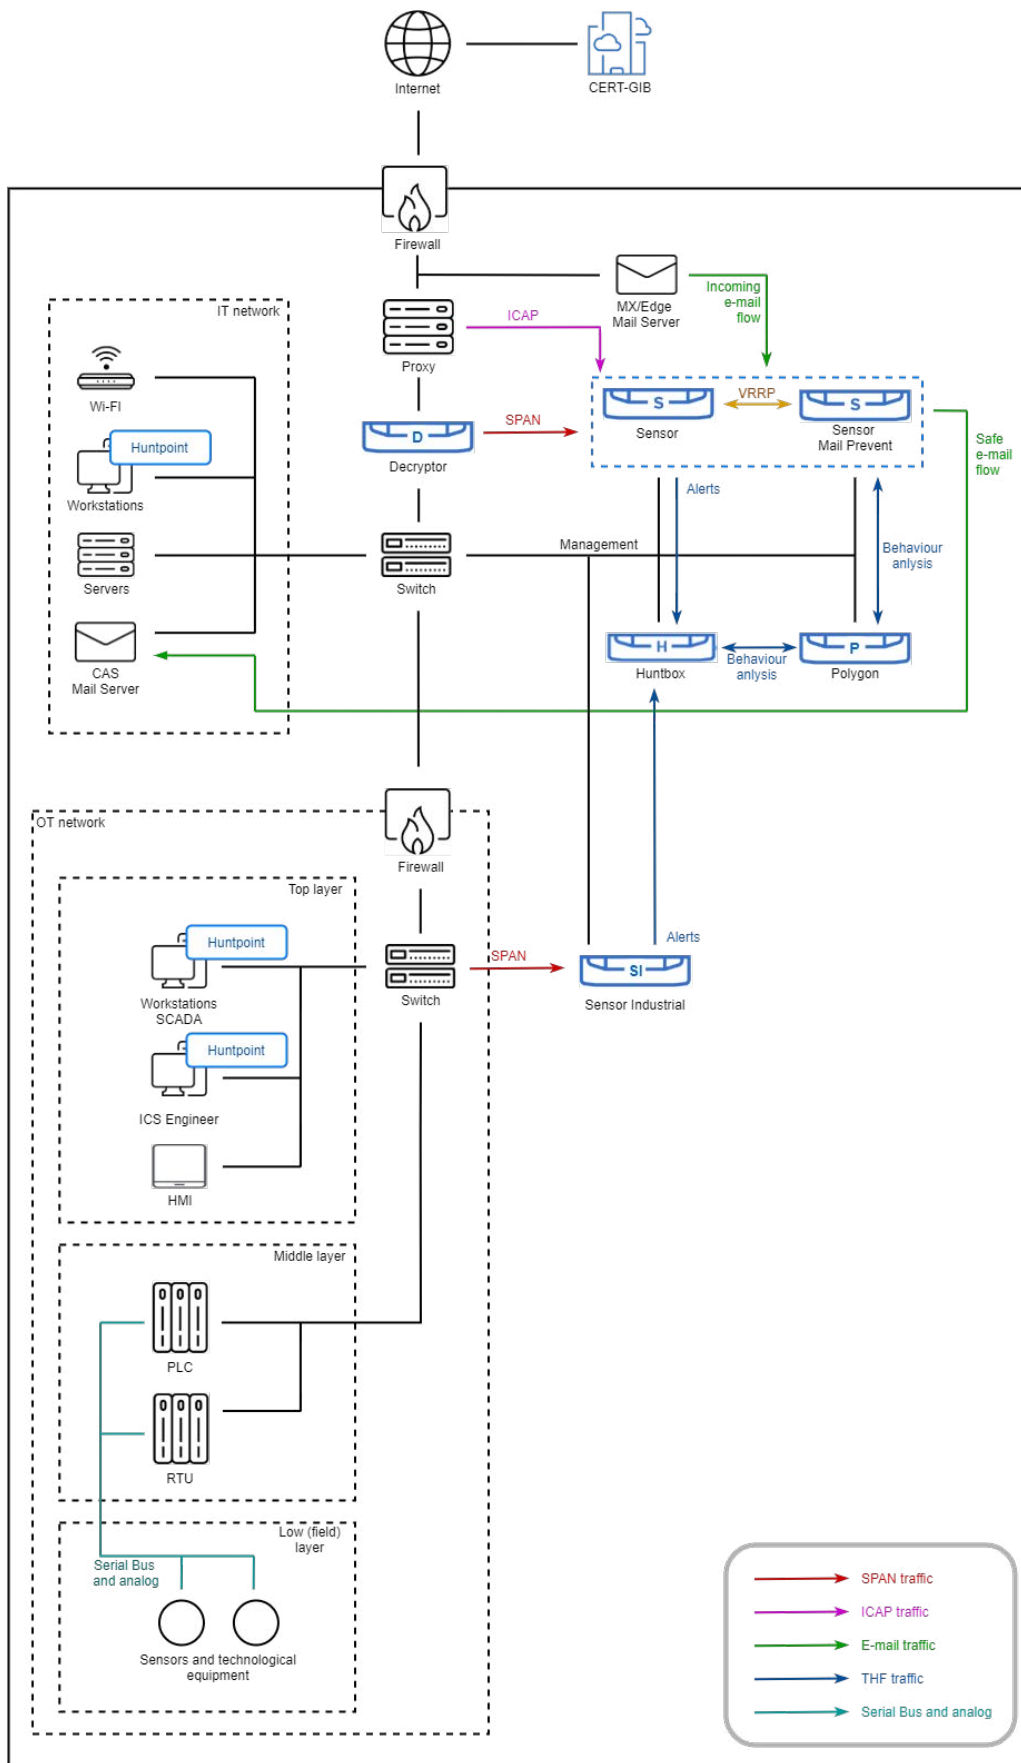 Internet
CERT-GIB
Firewall
IT network
MX/Edge
Mail Server
Incoming
e-mail
flow
ICAP
Proxy
Wi-FI
Huntpoint
Workstations
Servers
CAS
Mail Server
D
Decryptor
SPAN
S
Sensor
VRRP
S
Sensor
Mail Prevent
Safe
e-mail
flow
Alerts
Switch
Management
Behaviour
anlysis
H
Huntbox
Behaviour
anlysis
P
Polygon
OT network
Firewall
Top layer
Huntpoint
Workstations
SCADA
Huntpoint
ICS Engineer
HMI
Switch
SPAN
Alerts
SI
Sensor Industrial
Middle layer
PLC
RTU
Low (field)
layer
Serial Bus
and analog
Sensors and technological
equipment
SPAN traffic
ICAP traffic
E-mail traffic
THF traffic
Serial Bus and analog